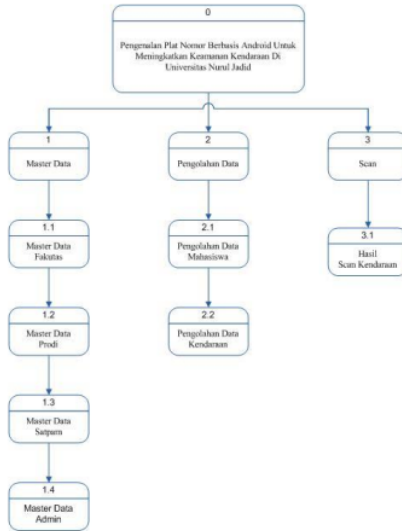 0
Pengenalan Plat Nomor Berbasis Android Untuk
Meningkatkan Keamanan Kendaraan Di
Universitas Nurul Jadid
1
Master Data
2
Pengolahan Data
3
Scan
1.1
Master Data
Fakutas
2.1
Pengolahan Data
Mahasiswa
3.1
Hasil
Scan Kendaraan
1.2
Master Data
Prodi
2.2
Pengolahan Data
Kendaraan
1.3
Master Data
Satpam
1.4
Master Data
Admin